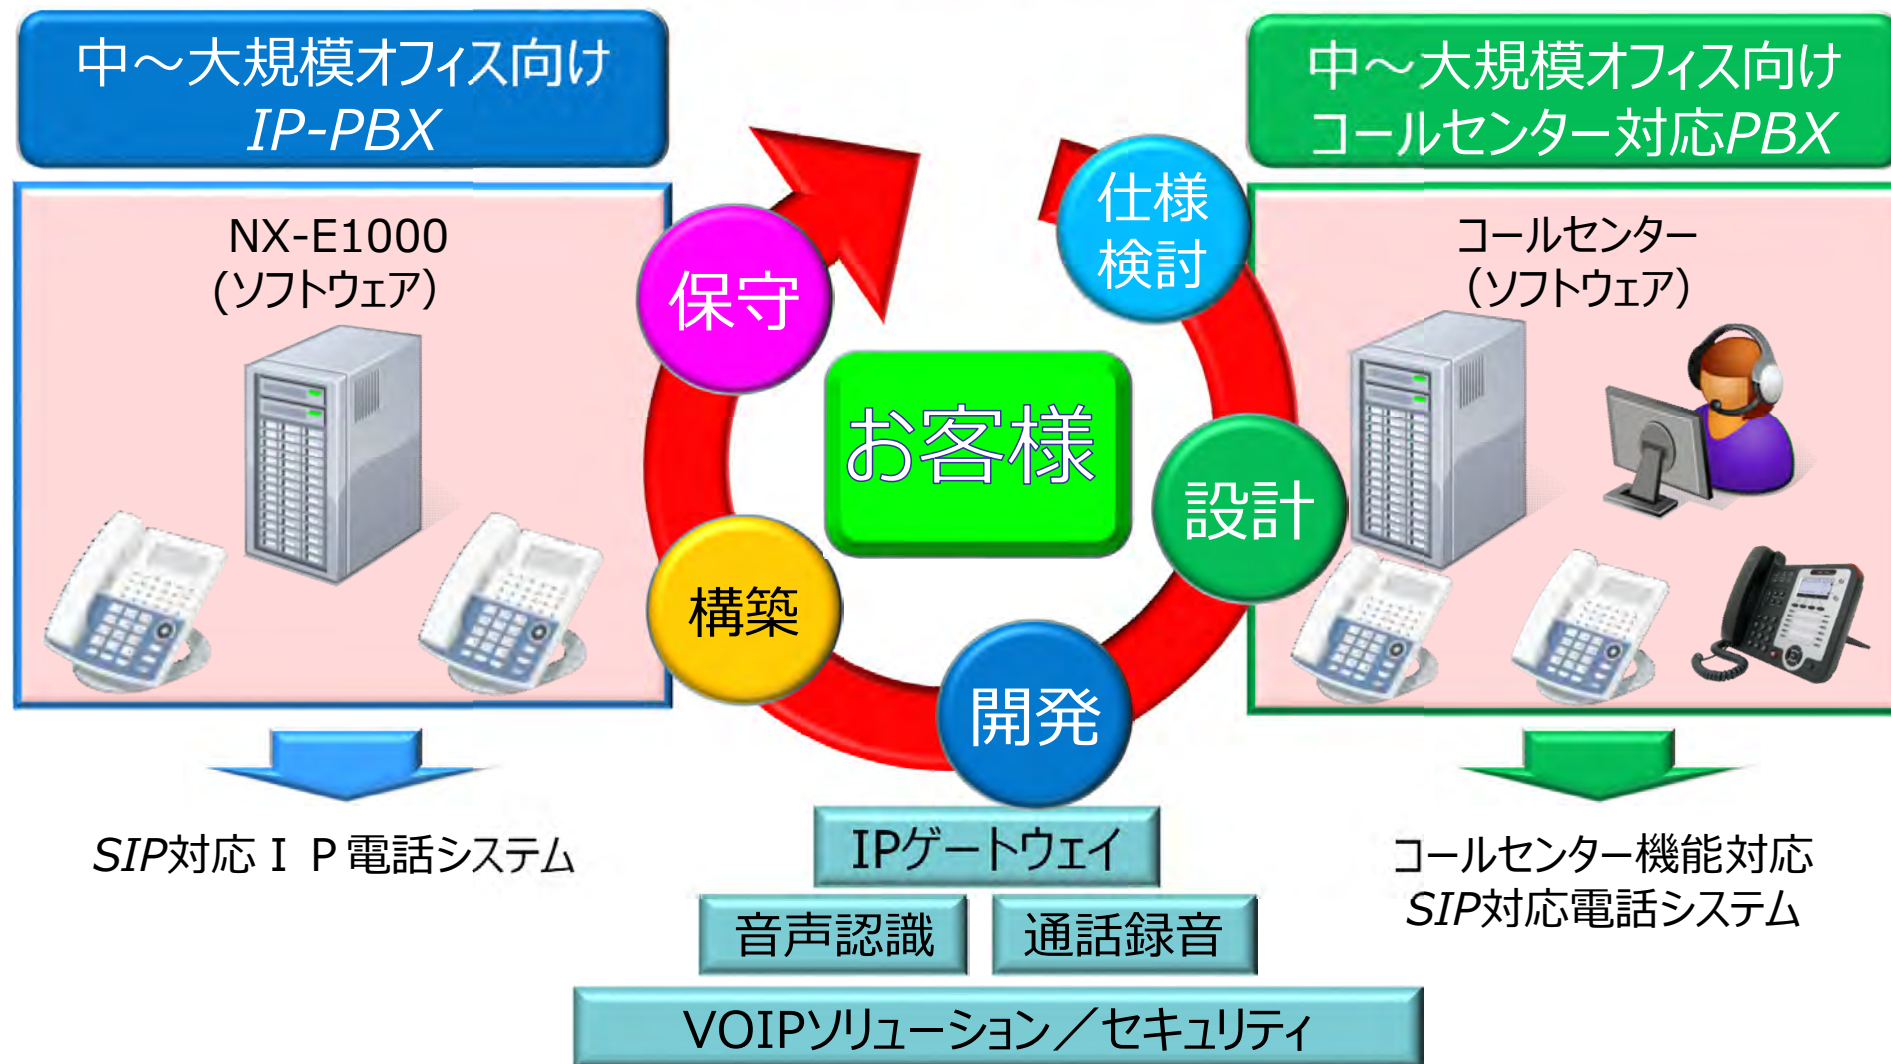 中～大規模オフィス向け
IP-PBX
NX-E1000
(ソフトウェア）
SIP対応ＩＰ電話システム
仕様
検討
設計
開発
構築
保守
お客様
IPゲートウェイ
音声認識
通話録音
VOIPソリューション／セキュリティ
中～大規模オフィス向け
コールセンター対応PBX
コールセンター
（ソフトウェア）
コールセンター機能対応
SIP対応電話システム